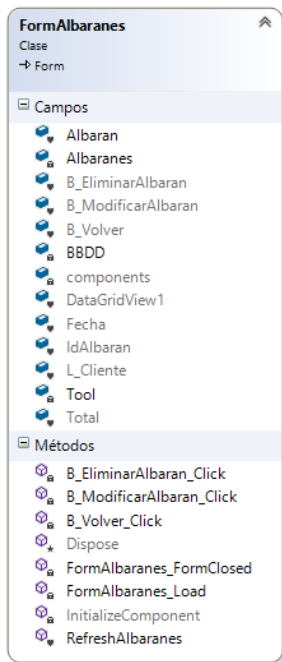 FormAlbaranes
Clase
Form
Campos
Albaran
Albaranes
B_EliminarAlbaran
B_ModificarAlbaran
B_Volver
BBDD
components
DataGridView1
Fecha
IdAlbaran
L_Cliente
Tool
Total
Métodos
B_EliminarAlbaran_Click
B_ModificarAlbaran_Click
B_Volver_Click
Dispose
FormAlbaranes_FormClosed
FormAlbaranes_Load
InitializeComponent
RefreshAlbaranes